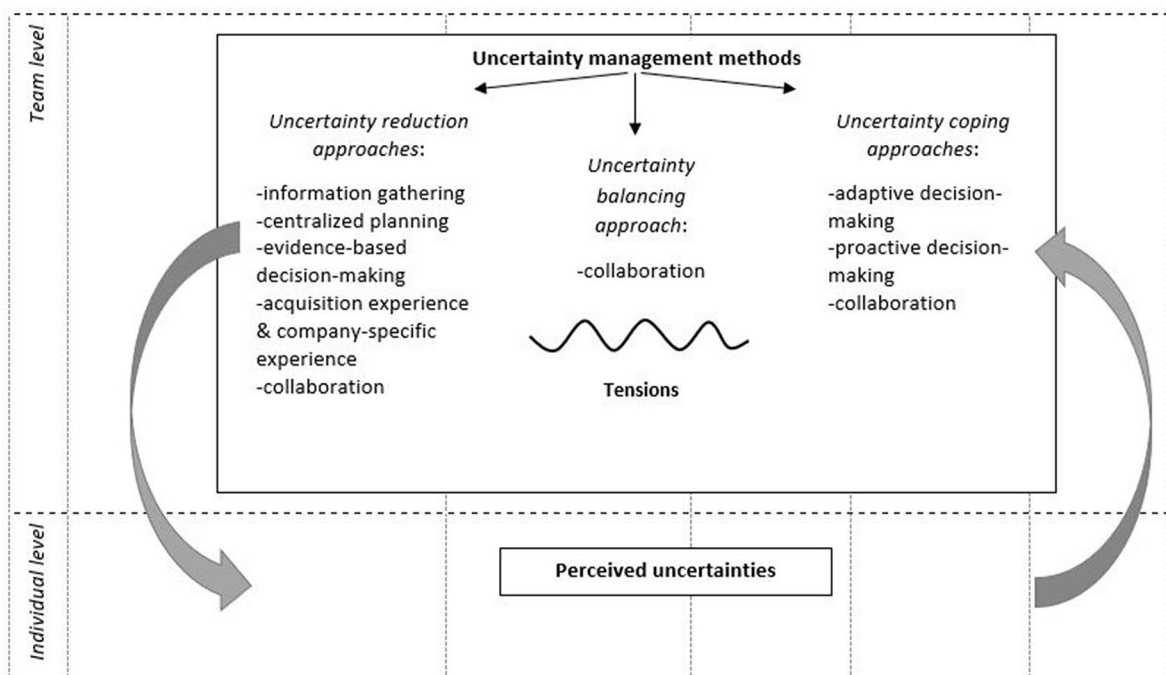 Team level
Uncertainty management methods
Uncertainty reduction
approaches:
-information gathering
-centralized planning
-evidence-based
decision-making
-acquisition experience
& company-specific
experience
-collaboration
Uncertainty
balancing
approach:
-collaboration
Tensions
Uncertainty coping
approaches:
-adaptive decision-
making
-proactive decision-
making
-collaboration
Individual level
Perceived uncertainties